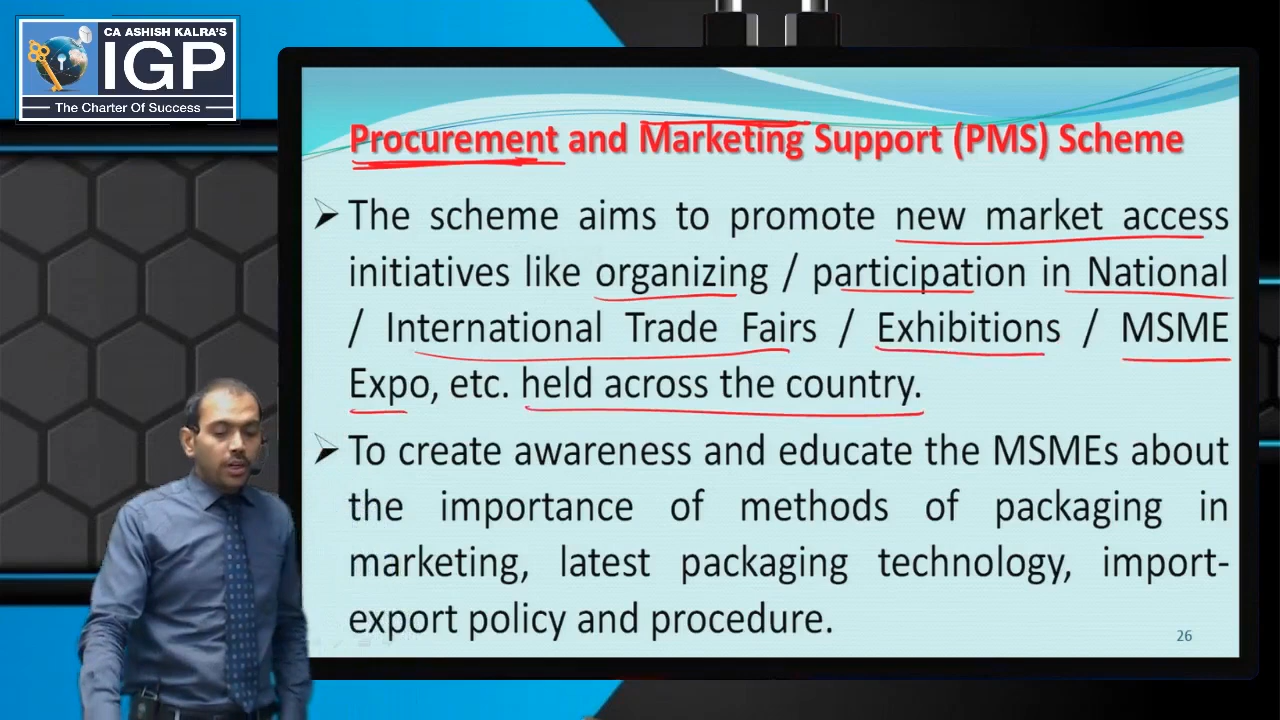 CA ASHISH KALRA'S
IGP
The Charter Of Success
Procurement and Marketing Support (PMS) Scheme
➢ The scheme aims to promote new market access
initiatives like organizing / participation in National
/ International Trade Fairs / Exhibitions / MSME
Expo, etc. held across the country.
➢ To create awareness and educate the MSMEs about
the importance of methods of packaging in
marketing, latest packaging technology, import-
export policy and procedure.
26